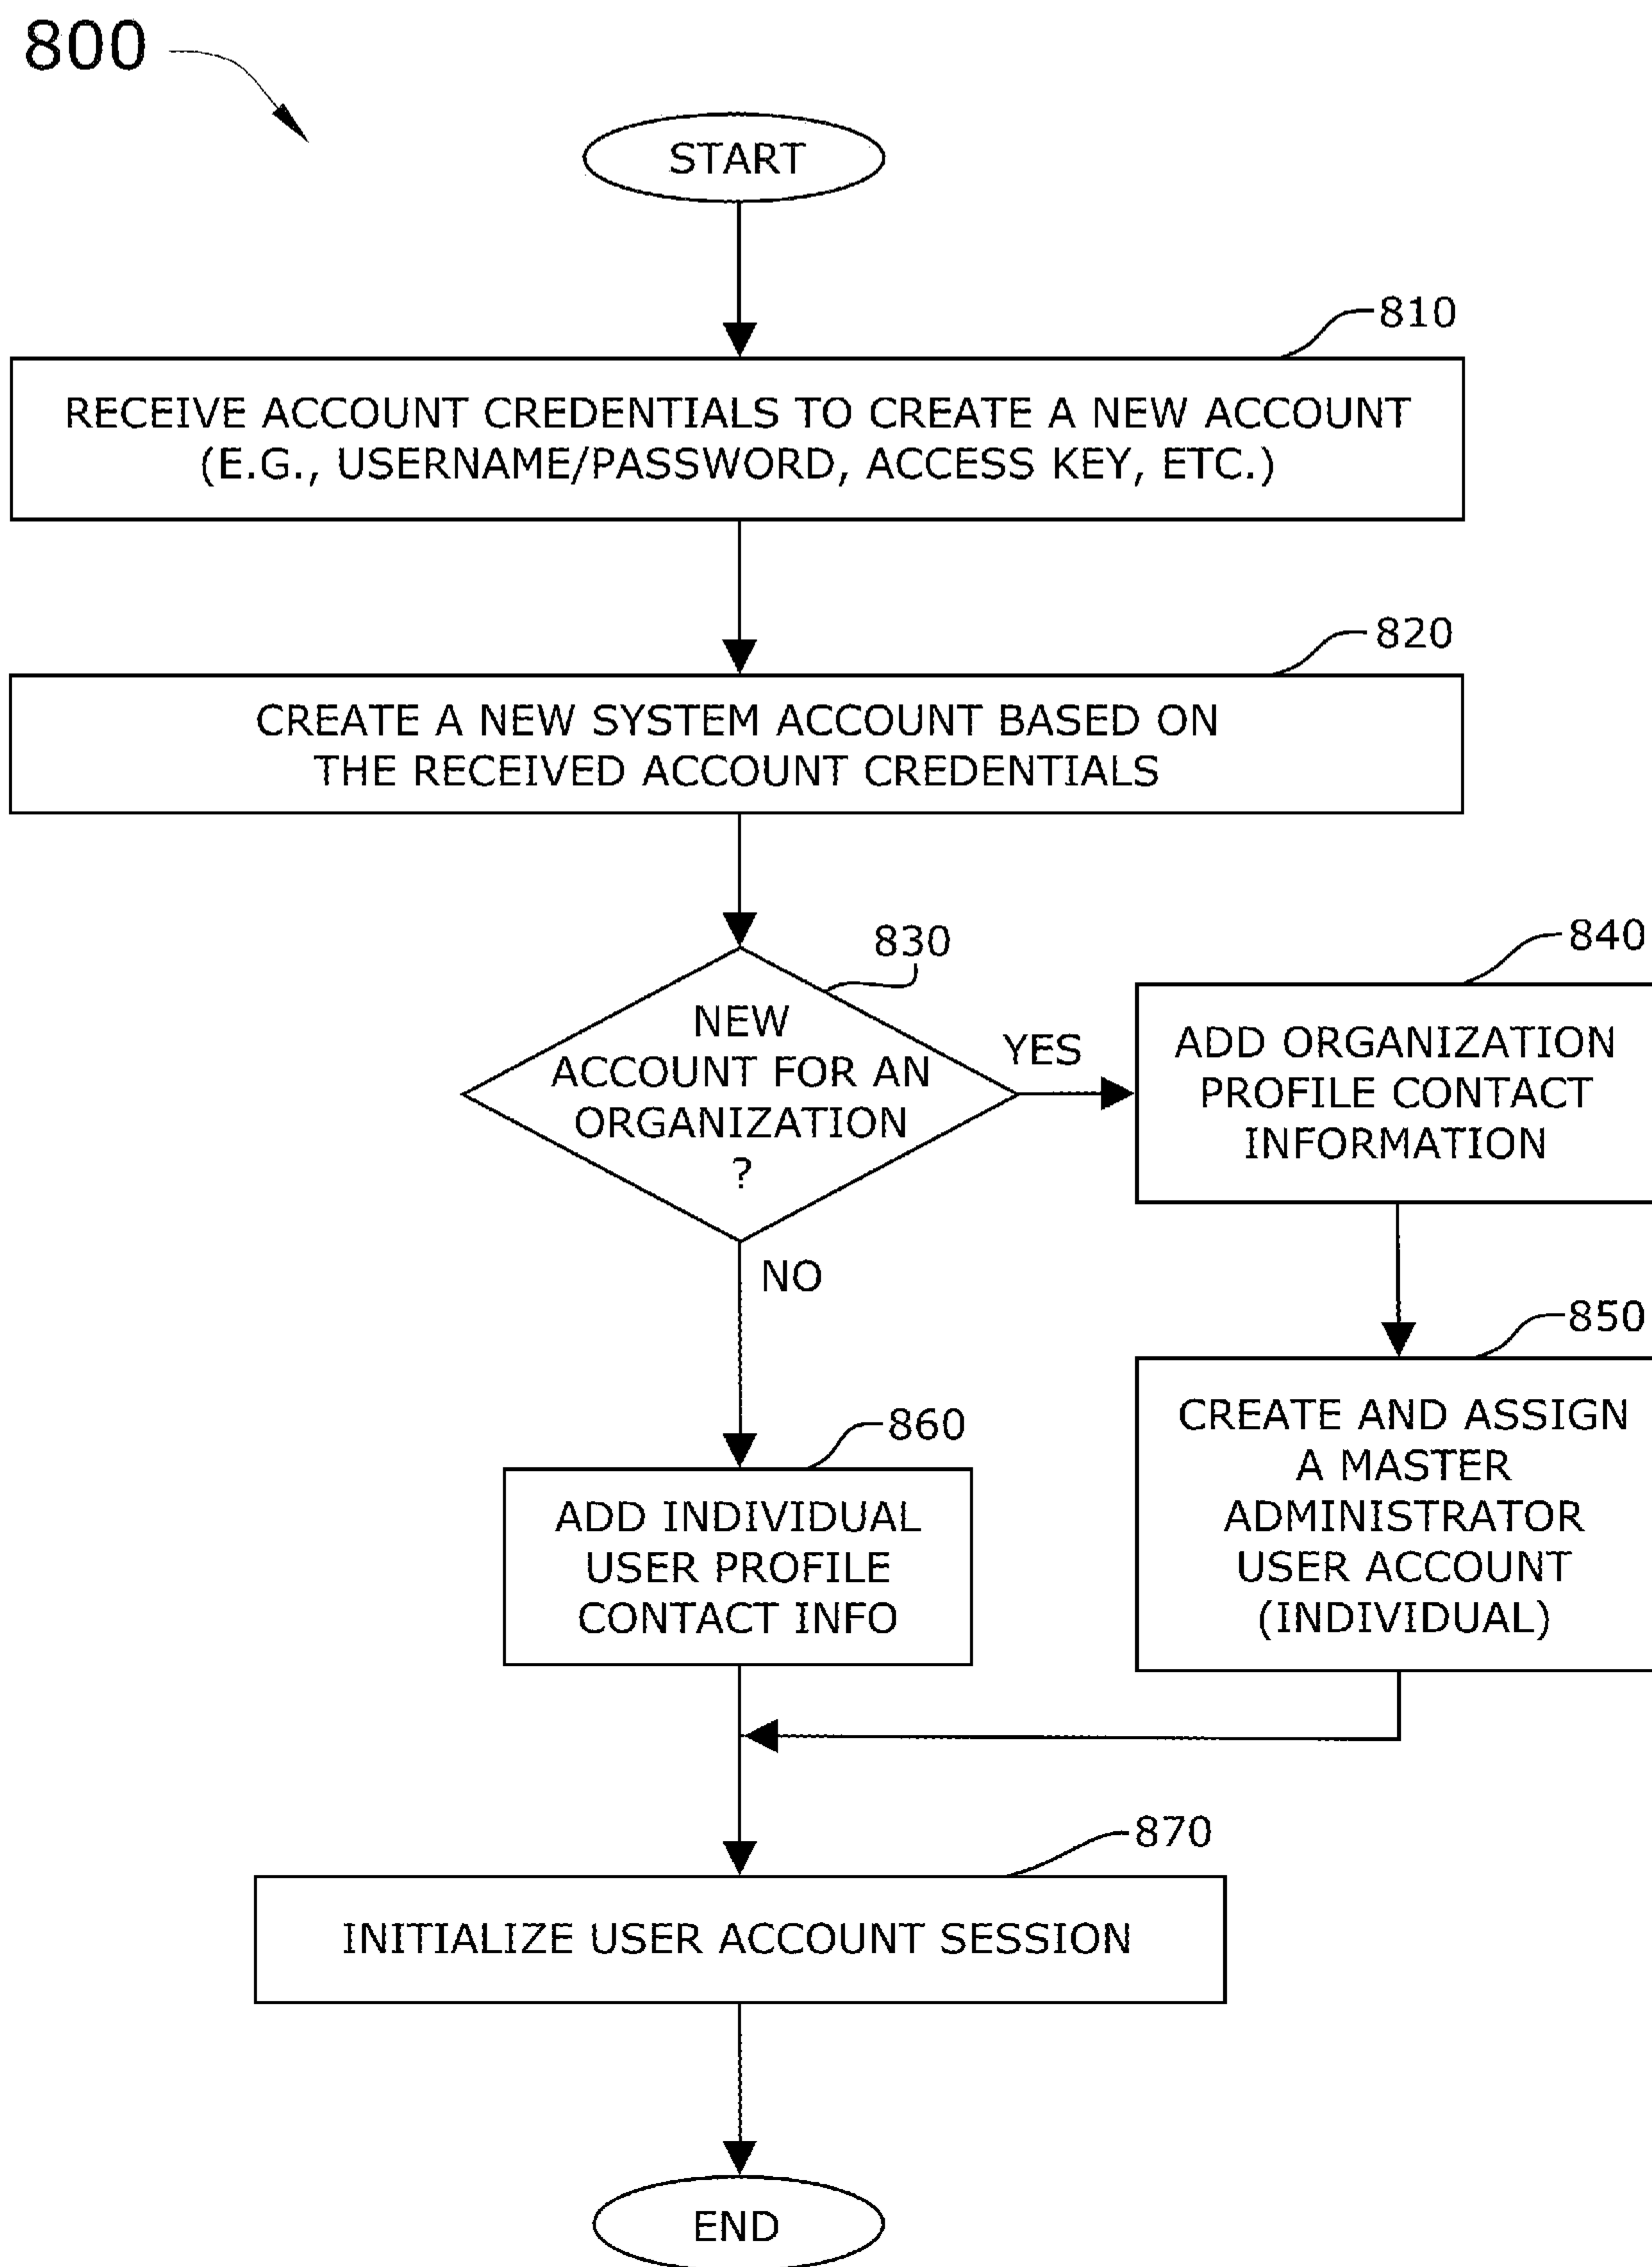 800
START
810
RECEIVE ACCOUNT CREDENTIALS TO CREATE A NEW ACCOUNT
(E.G., USERNAME/PASSWORD, ACCESS KEY, ETC.)
820
CREATE A NEW SYSTEM ACCOUNT BASED ON
THE RECEIVED ACCOUNT CREDENTIALS
830
NEW
ACCOUNT FOR AN
ORGANIZATION
?
YES
840
ADD ORGANIZATION
PROFILE CONTACT
INFORMATION
NO
850
CREATE AND ASSIGN
A MASTER
ADMINISTRATOR
USER ACCOUNT
(INDIVIDUAL)
860
ADD INDIVIDUAL
USER PROFILE
CONTACT INFO
870
INITIALIZE USER ACCOUNT SESSION
END